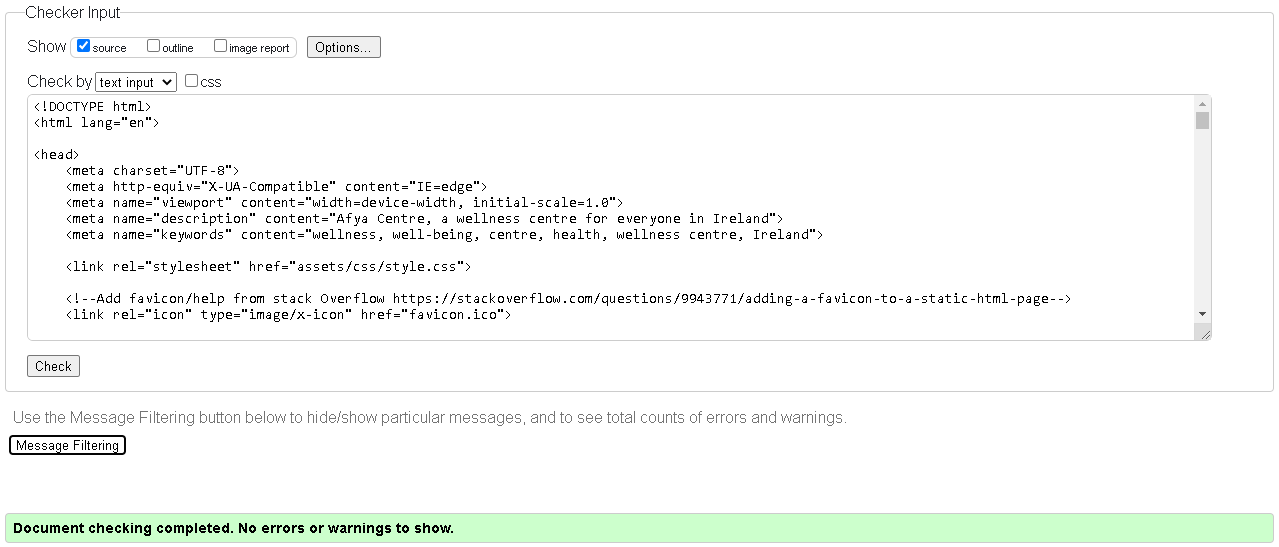 Checker Input
Show source outline image report Options...
Check by text input css
<!DOCTYPE html>
<html lang="en">
<head>
<meta charset="UTF-8">
<meta http-equiv="X-UA-Compatible" content="IE=edge">
<meta name="viewport" content="width=device-width, initial-scale=1.0">
<meta name="description" content="Afya Centre, a wellness centre for everyone in Ireland">
<meta name="keywords" content="wellness, well-being, centre, health, wellness centre, Ireland">
<link rel="stylesheet" href="assets/css/style.css">
<!--Add favicon/help from stack Overflow https://stackoverflow.com/questions/9943771/adding-a-favicon-to-a-static-html-page-->
<link rel="icon" type="image/x-icon" href="favicon.ico">
Check
Use the Message Filtering button below to hide/show particular messages, and to see total counts of errors and warnings.
Message Filtering
Document checking completed. No errors or warnings to show.